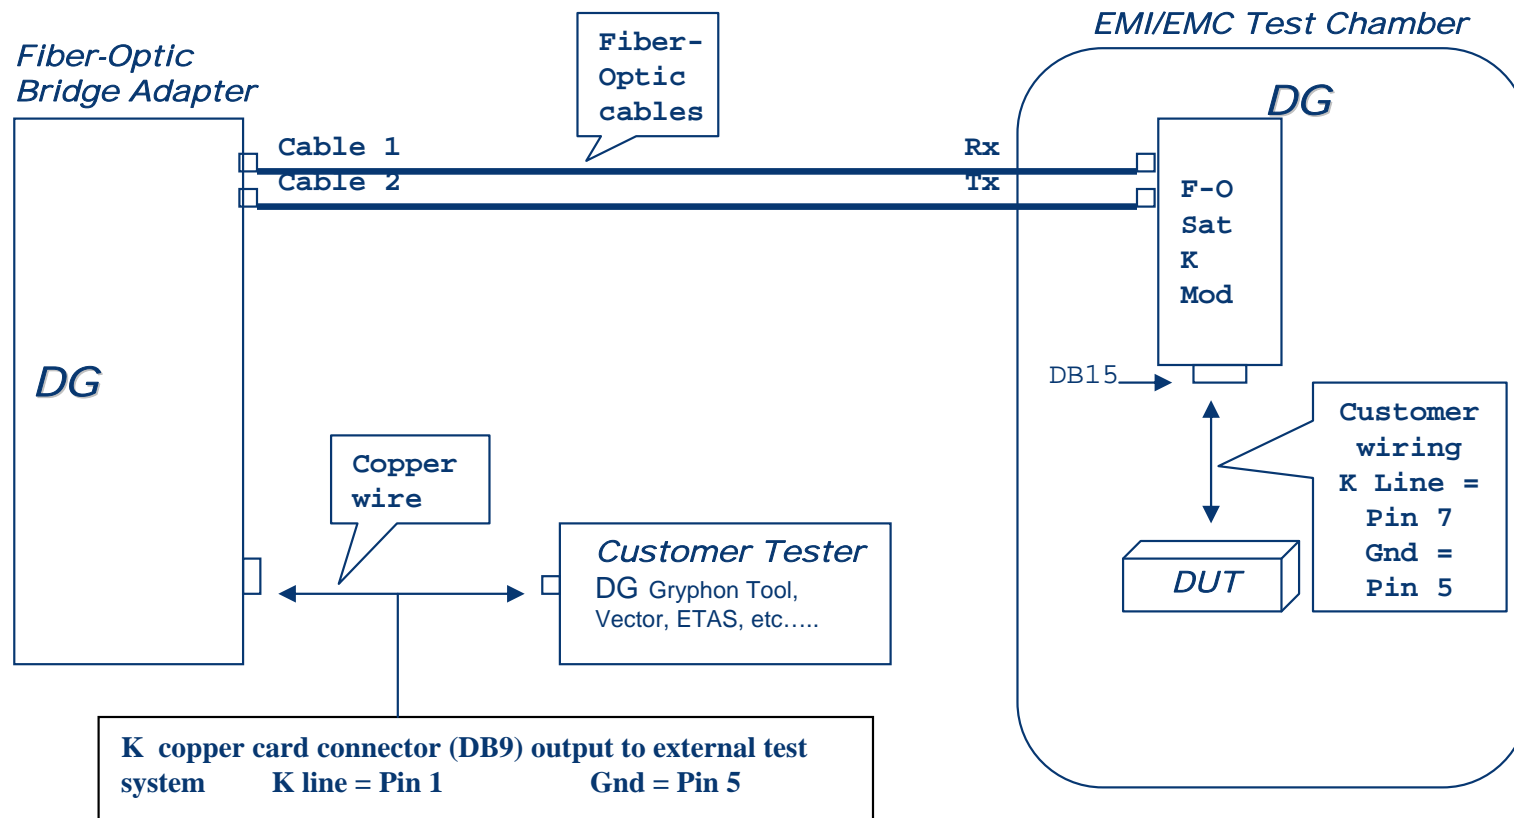 EMI/EMC Test Chamber
Fiber-Optic
Bridge Adapter
Fiber-
Optic
cables
DG
Cable 1
Rx
Cable 2
Tx
F-O
Sat
K
Mod
DG
DB15
Customer
wiring
K Line =
Pin 7
Gnd =
Pin 5
Copper
wire
Customer Tester
DG Gryphon Tool,
Vector, ETAS, etc.....
DUT
K copper card connector (DB9) output to external test
system K line = Pin 1 Gnd = Pin 5